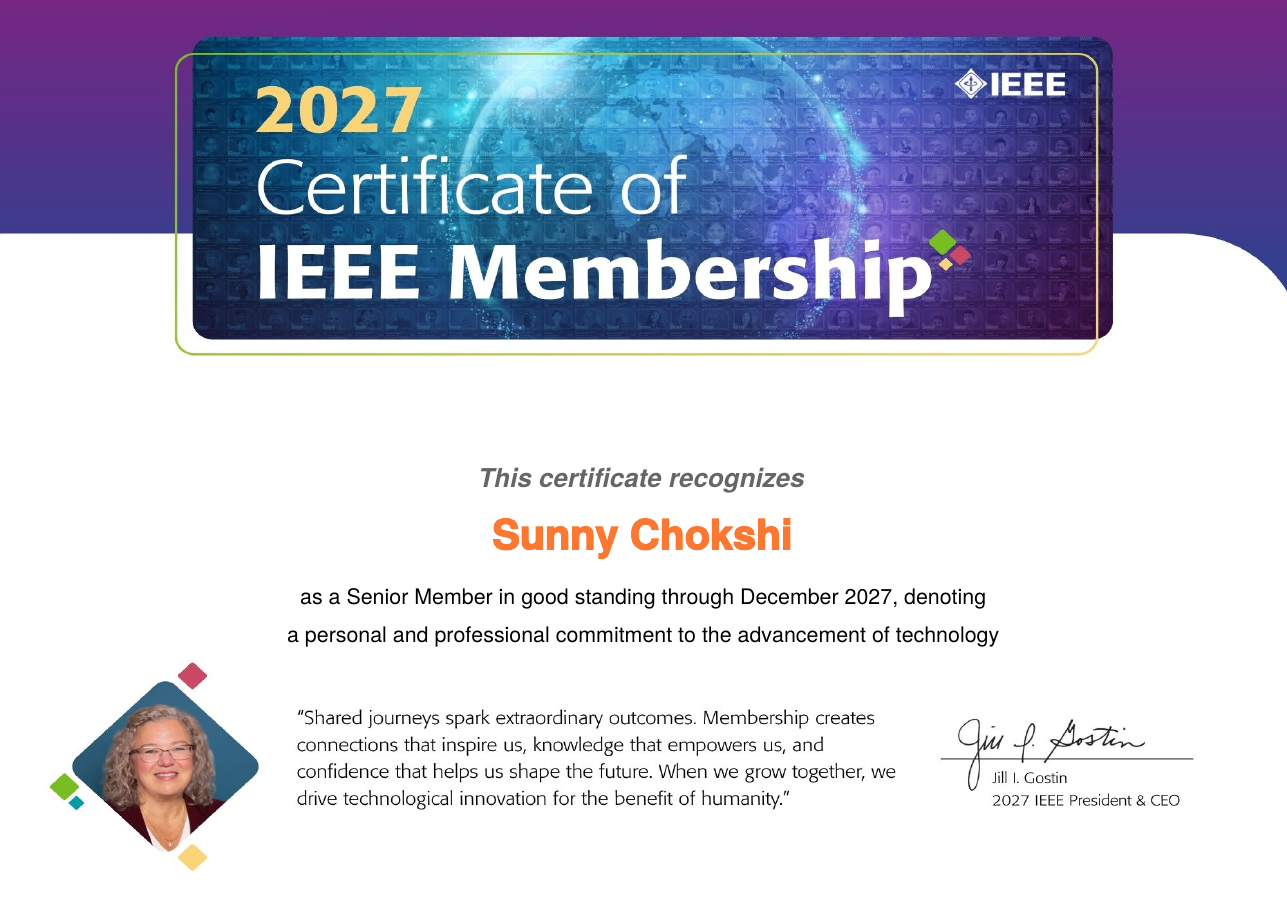 2027
IEEE
Certificate of
IEEE Membership
This certificate recognizes
Sunny Chokshi
as a Senior Member in good standing through December 2027, denoting
a personal and professional commitment to the advancement of technology
“Shared journeys spark extraordinary outcomes. Membership creates
connections that inspire us, knowledge that empowers us, and
confidence that helps us shape the future. When we grow together, we
drive technological innovation for the benefit of humanity.”
Jill I. Gostin
Jill I. Gostin
2027 IEEE President & CEO